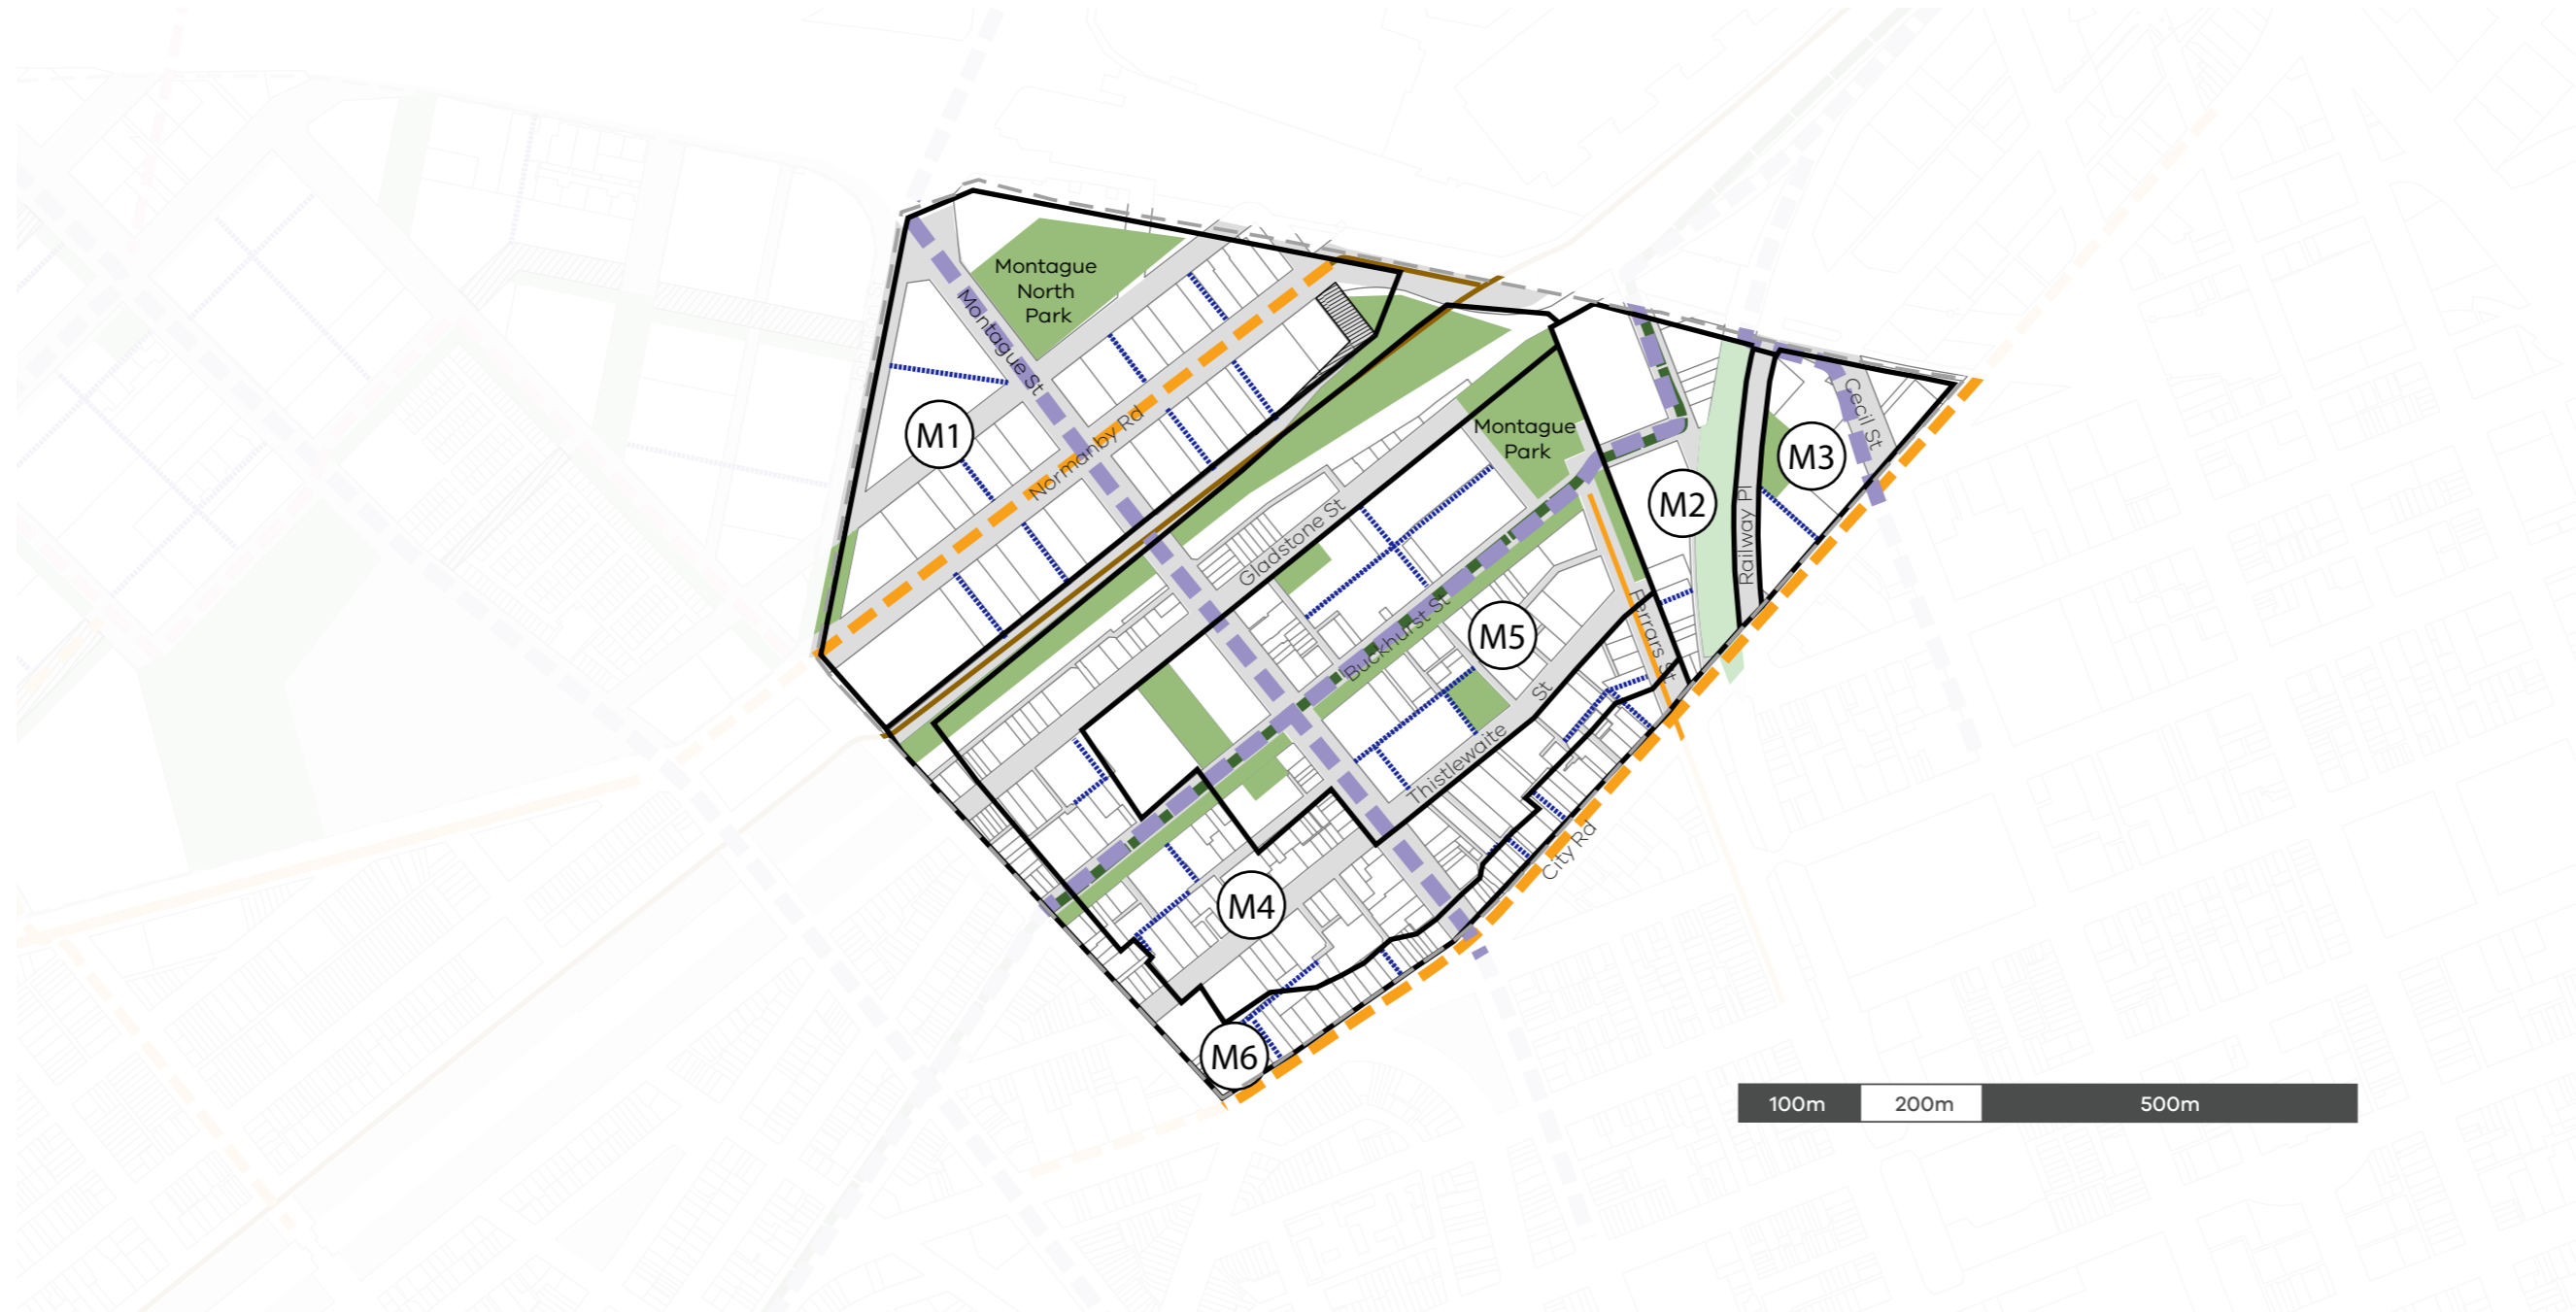 Montague
North
Park
Montague St
Normanby Rd
M1
Montague
Park
Gladstone St
Cecil St
M3
M2
Railway Pl
Buckhurst St
M5
Ferrars St
Thistlewaite St
City Rd
M4
M6
100m 200m 500m